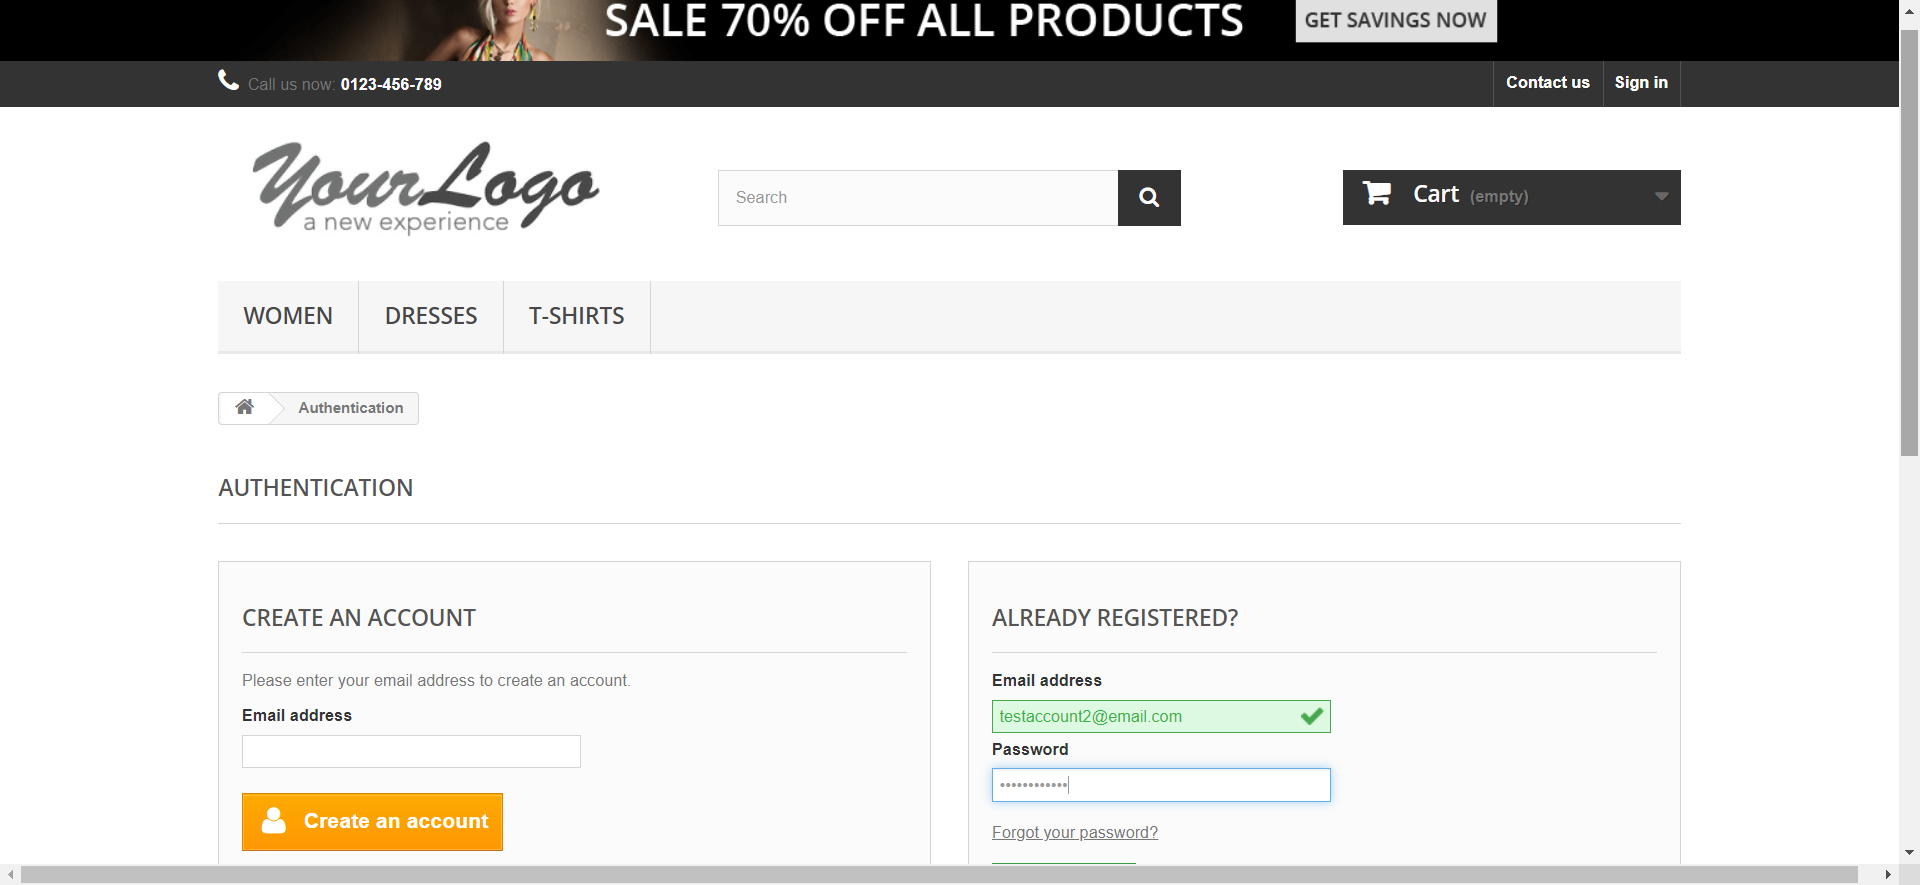 SALE 70% OFF ALL PRODUCTS
GET SAVINGS NOW
Call us now: 0123-456-789
Contact us
Sign in
YourLogo
a new experience
Search
Cart (empty)
WOMEN
DRESSES
T-SHIRTS
Authentication
AUTHENTICATION
CREATE AN ACCOUNT
Please enter your email address to create an account.
Email address
Create an account
ALREADY REGISTERED?
Email address
testaccount2@email.com
Password
••••••••••••
Forgot your password?